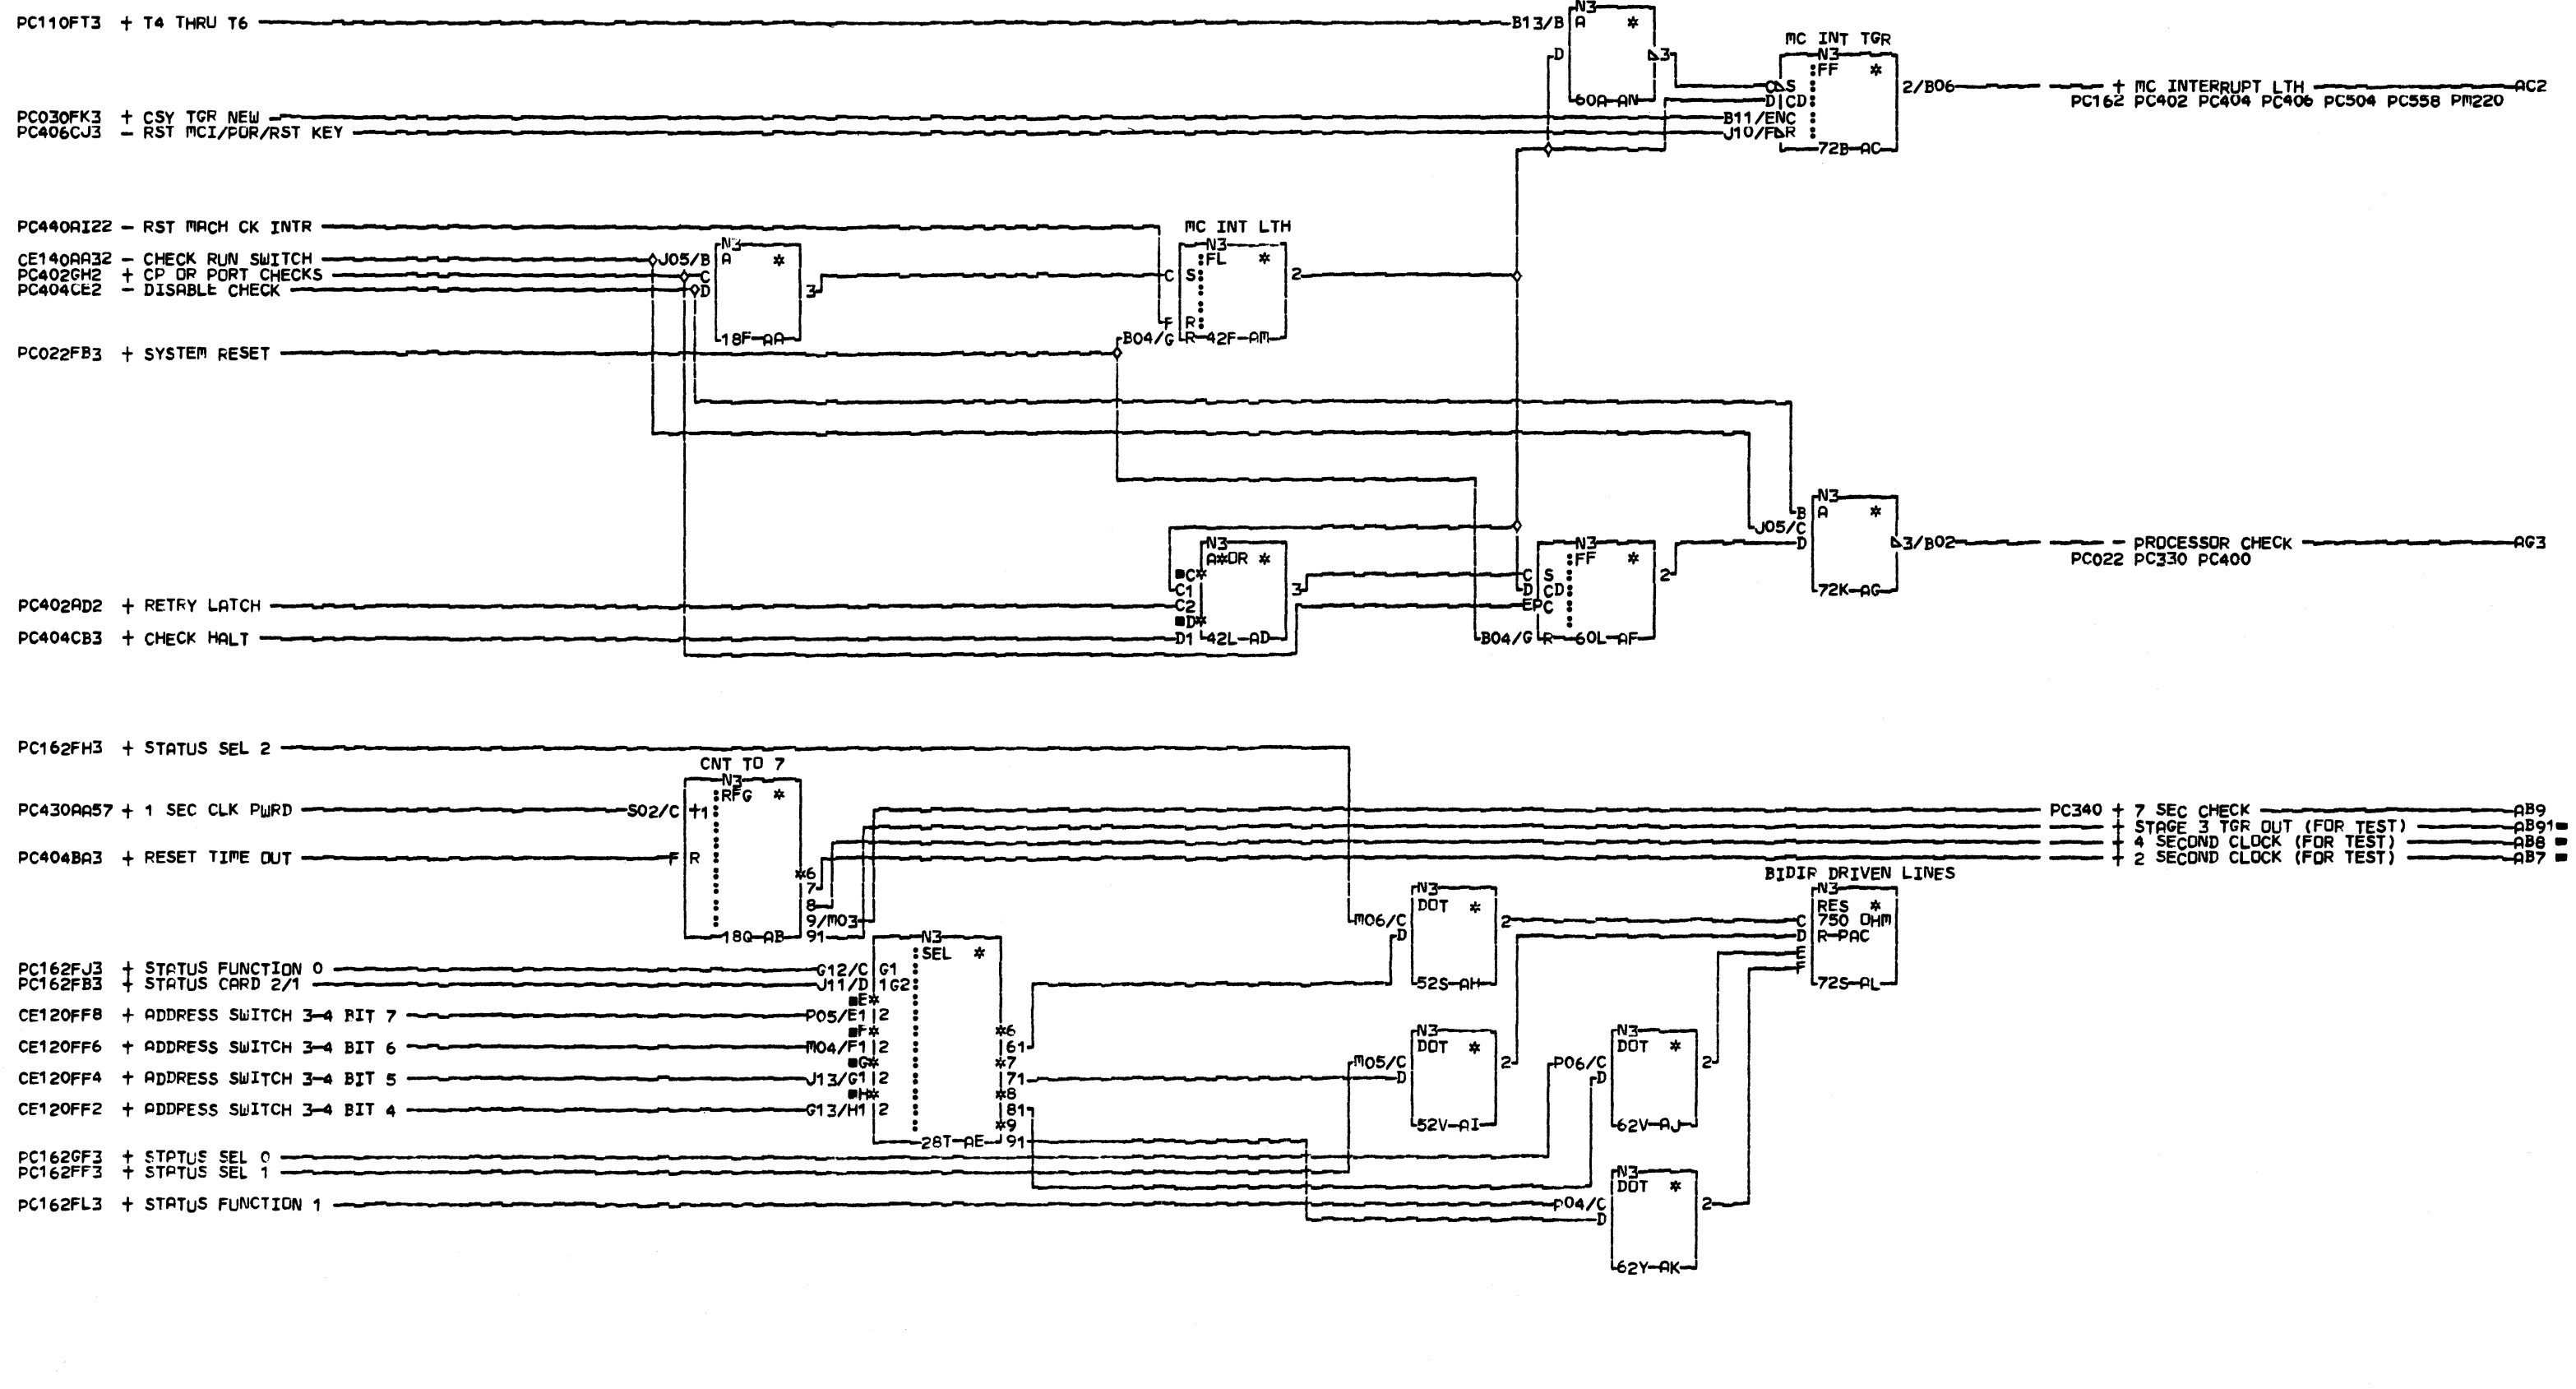 N3
PC110FT3 + T4 THRU T6 B13/B A *
MC INT TGR
D 3 N3
FF *
C S 2/B06 + MC INTERRUPT LTH AC2
60A-AN D CD PC162 PC402 PC404 PC406 PC504 PC558 PM220
PC030FK3 + CSY TGR NEW B11/ENC
PC406CJ3 - RST MCI/POR/RST KEY J10/F R
72B-AC
PC440AI22 - RST MACH CK INTR MC INT LTH
N3 N3
CE140AA32 - CHECK RUN SWITCH J05/B A * FL *
PC402GH2 + CP OR PORT CHECKS C C S 2
PC404CE2 - DISABLE CHECK D 3
F R
18F-AA B04/G R 42F-AM
PC022FB3 + SYSTEM RESET
N3
B A *
J05/C
N3 N3 D 3/B02 - PROCESSOR CHECK AG3
A*OR * FF * PC022 PC330 PC400
■C* C S 2
C1 3 D CD 72K-AG
PC402AD2 + RETRY LATCH C2 EPC
■D*
PC404CB3 + CHECK HALT D1 42L-AD B04/G R 60L-AF
PC162FH3 + STATUS SEL 2
CNT TO 7
N3
RFG *
PC430AA57 + 1 SEC CLK PWRD S02/C +1 PC340 + 7 SEC CHECK AB9
+ STAGE 3 TGR OUT (FOR TEST) AB91■
+ 4 SECOND CLOCK (FOR TEST) AB8 ■
PC404BA3 + RESET TIME OUT F R + 2 SECOND CLOCK (FOR TEST) AB7 ■
*6 BIDIR DRIVEN LINES
7 N3 N3
8 DOT * RES *
9/M03 M06/C 2 C 750 OHM
18Q-AB 91 N3 D D R-PAC
SEL * E
PC162FJ3 + STATUS FUNCTION 0 G12/C G1 F
PC162FB3 + STATUS CARD 2/1 J11/D 1G2 52S-AH 72S-AL
■E*
CE120FF8 + ADDRESS SWITCH 3-4 BIT 7 P05/E1 2
■F* *6 N3 N3
CE120FF6 + ADDRESS SWITCH 3-4 BIT 6 M04/F1 2 61 DOT * DOT *
■G* *7 M05/C 2 P06/C 2
CE120FF4 + ADDRESS SWITCH 3-4 BIT 5 J13/G1 2 71 D D
■H* *8
CE120FF2 + ADDRESS SWITCH 3-4 BIT 4 G13/H1 2 81
*9 52V-AI 62V-AJ
28T-AE 91
PC162GF3 + STATUS SEL 0
PC162FF3 + STATUS SEL 1 N3
DOT *
PC162FL3 + STATUS FUNCTION 1 P04/C 2
D
62Y-AK